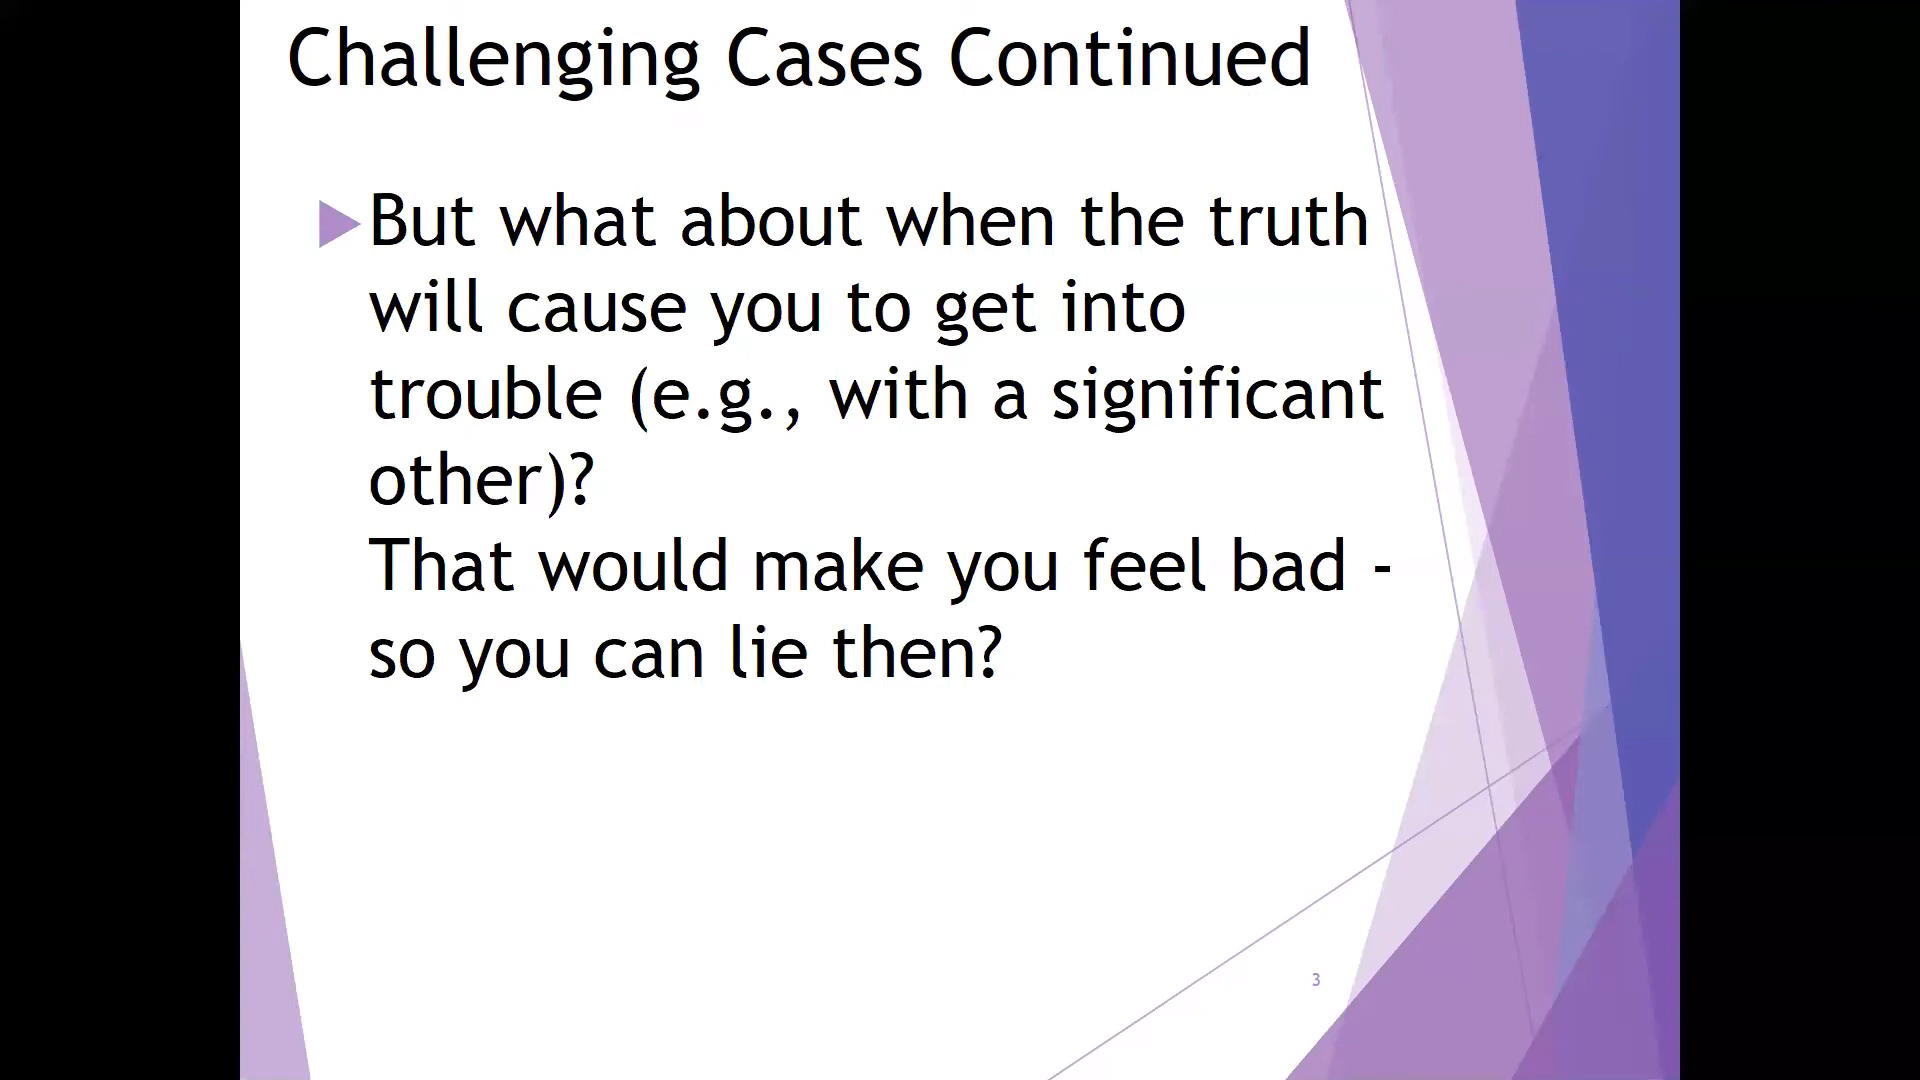 Challenging Cases Continued
But what about when the truth
will cause you to get into
trouble (e.g., with a significant
other)?
That would make you feel bad -
so you can lie then?
3